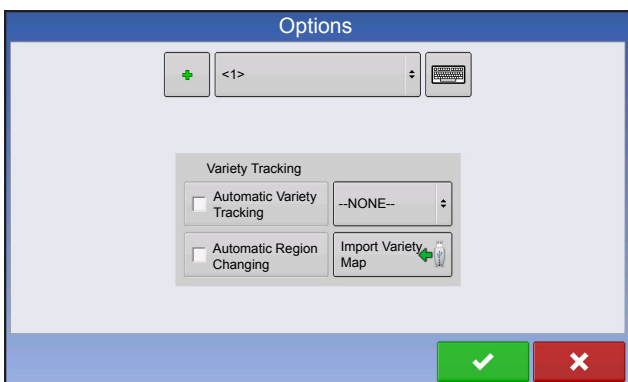 Options
<1>
Variety Tracking
Automatic Variety
Tracking
--NONE--
Automatic Region
Changing
Import Variety
Map